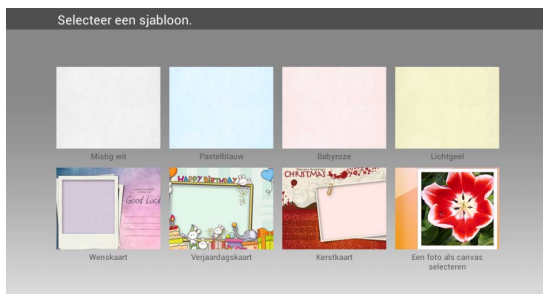 Selecteer een sjabloon.
Mistig wit
Pastelblauw
Babyroze
Lichtgeel
Good Luck
HAPPY BIRTHDAY
CHRISTMAS
Wenskaart
Verjaardagskaart
Kerstkaart
Een foto als canvas
selecteren